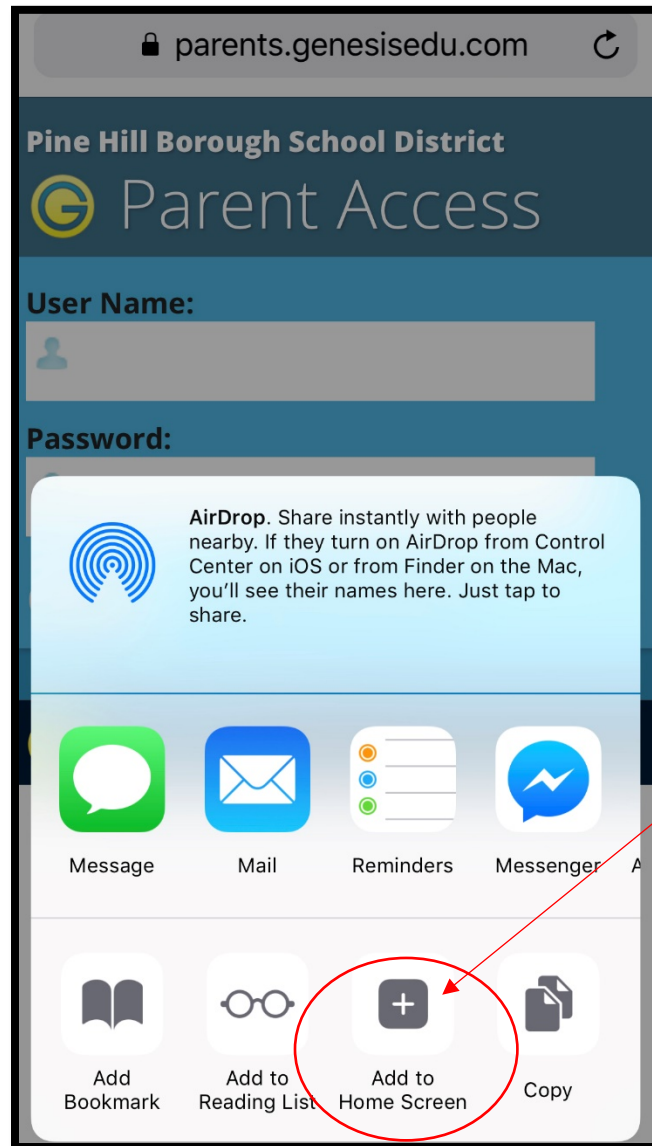 parents.genesisedu.com
Pine Hill Borough School District
G Parent Access
User Name:
Password:
AirDrop. Share instantly with people
nearby. If they turn on AirDrop from Control
Center on iOS or from Finder on the Mac,
you'll see their names here. Just tap to
share.
Message Mail Reminders Messenger A
Add Bookmark
Add to Reading List
Add to Home Screen
Copy